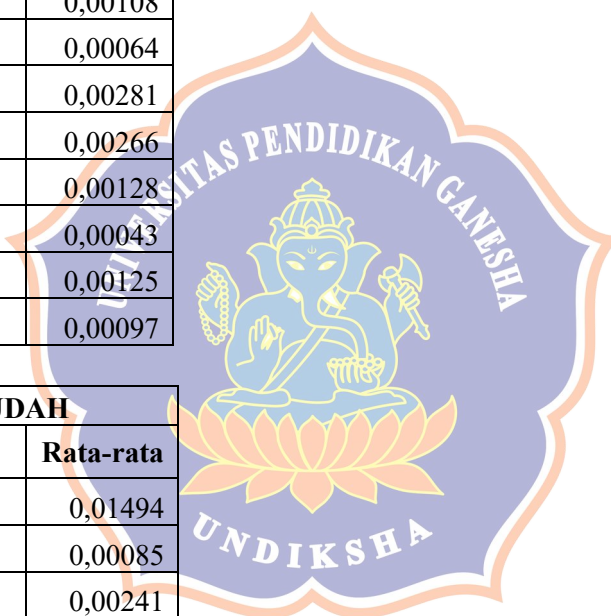 0,00108
0,00064
0,00281
0,00266
0,00128
0,00043
0,00125
0,00097
UDAH
Rata-rata
0,01494
0,00085
0,00241
UNIVERSITAS PENDIDIKAN GANESHA
UNDIKSHA